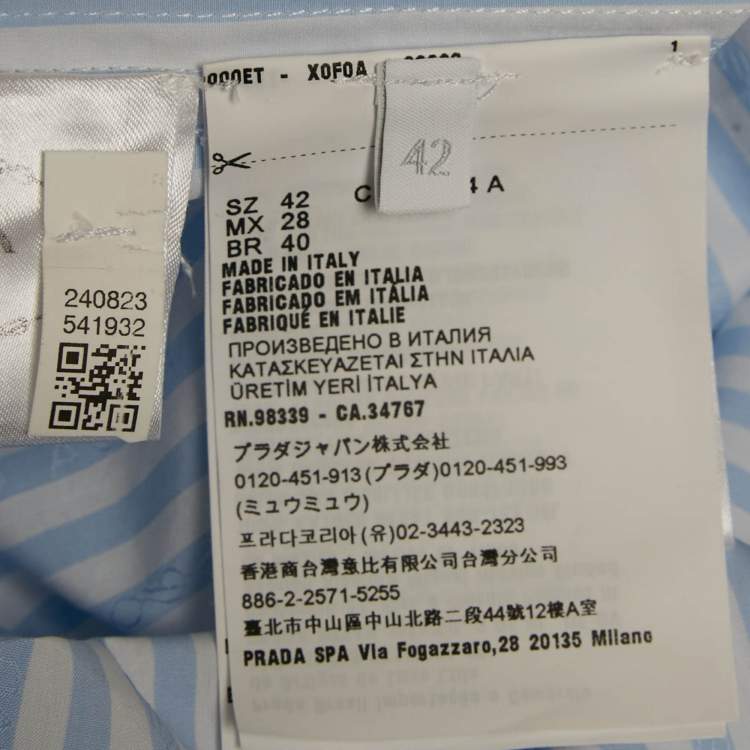 240823
541932
000ET - X0F0A
1
42
SZ 42
4 A
MX 28
BR 40
MADE IN ITALY
FABRICADO EN ITALIA
FABRICADO EM ITÁLIA
FABRIQUÉ EN ITALIE
ПРОИЗВЕДЕНО В ИТАЛИЯ
ΚΑΤΑΣΚΕΥΑΖΕΤΑΙ ΣΤΗΝ ΙΤΑΛΙΑ
ÜRETİM YERİ İTALYA
RN.98339 - CA.34767
プラダジャパン株式会社
0120-451-913(プラダ)0120-451-993
(ミュウミュウ)
프라다코리아(유)02-3443-2323
香港商台灣意比有限公司台灣分公司
886-2-2571-5255
臺北市中山區中山北路二段44號12樓A室
PRADA SPA Via Fogazzaro,28 20135 Milano